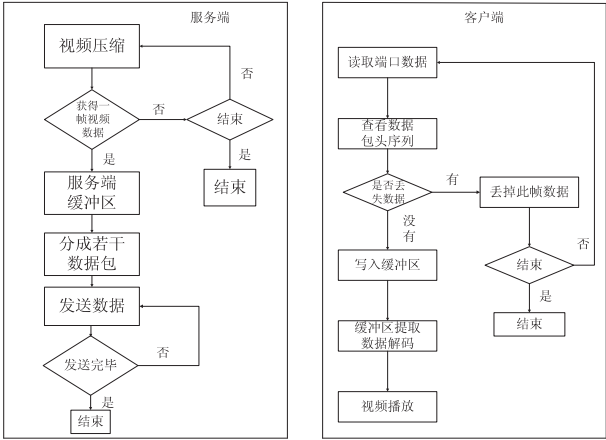 服务端
视频压缩
否
获得一
帧视频
数据
否
结束
是
是
服务端
缓冲区
结束
分成若干
数据包
发送数据
否
发送完毕
是
结束
客户端
读取端口数据
查看数据
包头序列
是否丢
失数据
有
丢掉此帧数据
没
有
否
写入缓冲区
结束
是
缓冲区提取
数据解码
结束
视频播放